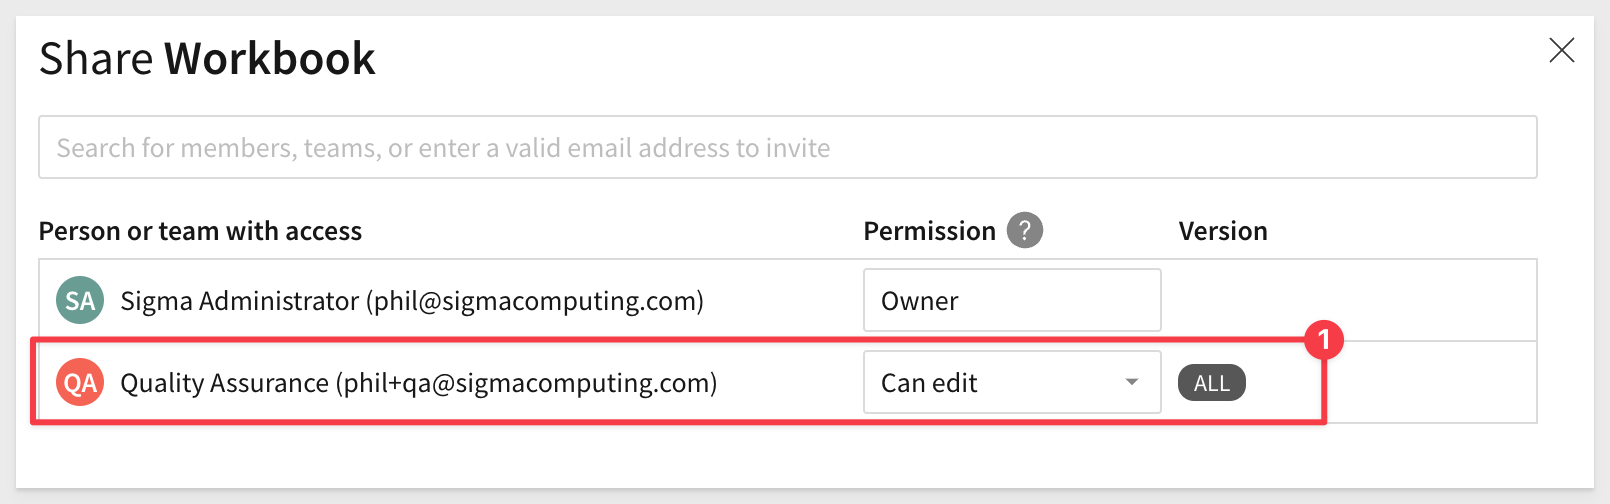 Share Workbook
Search for members, teams, or enter a valid email address to invite
Person or team with access Permission ? Version
SA Sigma Administrator (phil@sigmacomputing.com) Owner
1
QA Quality Assurance (phil+qa@sigmacomputing.com) Can edit ALL